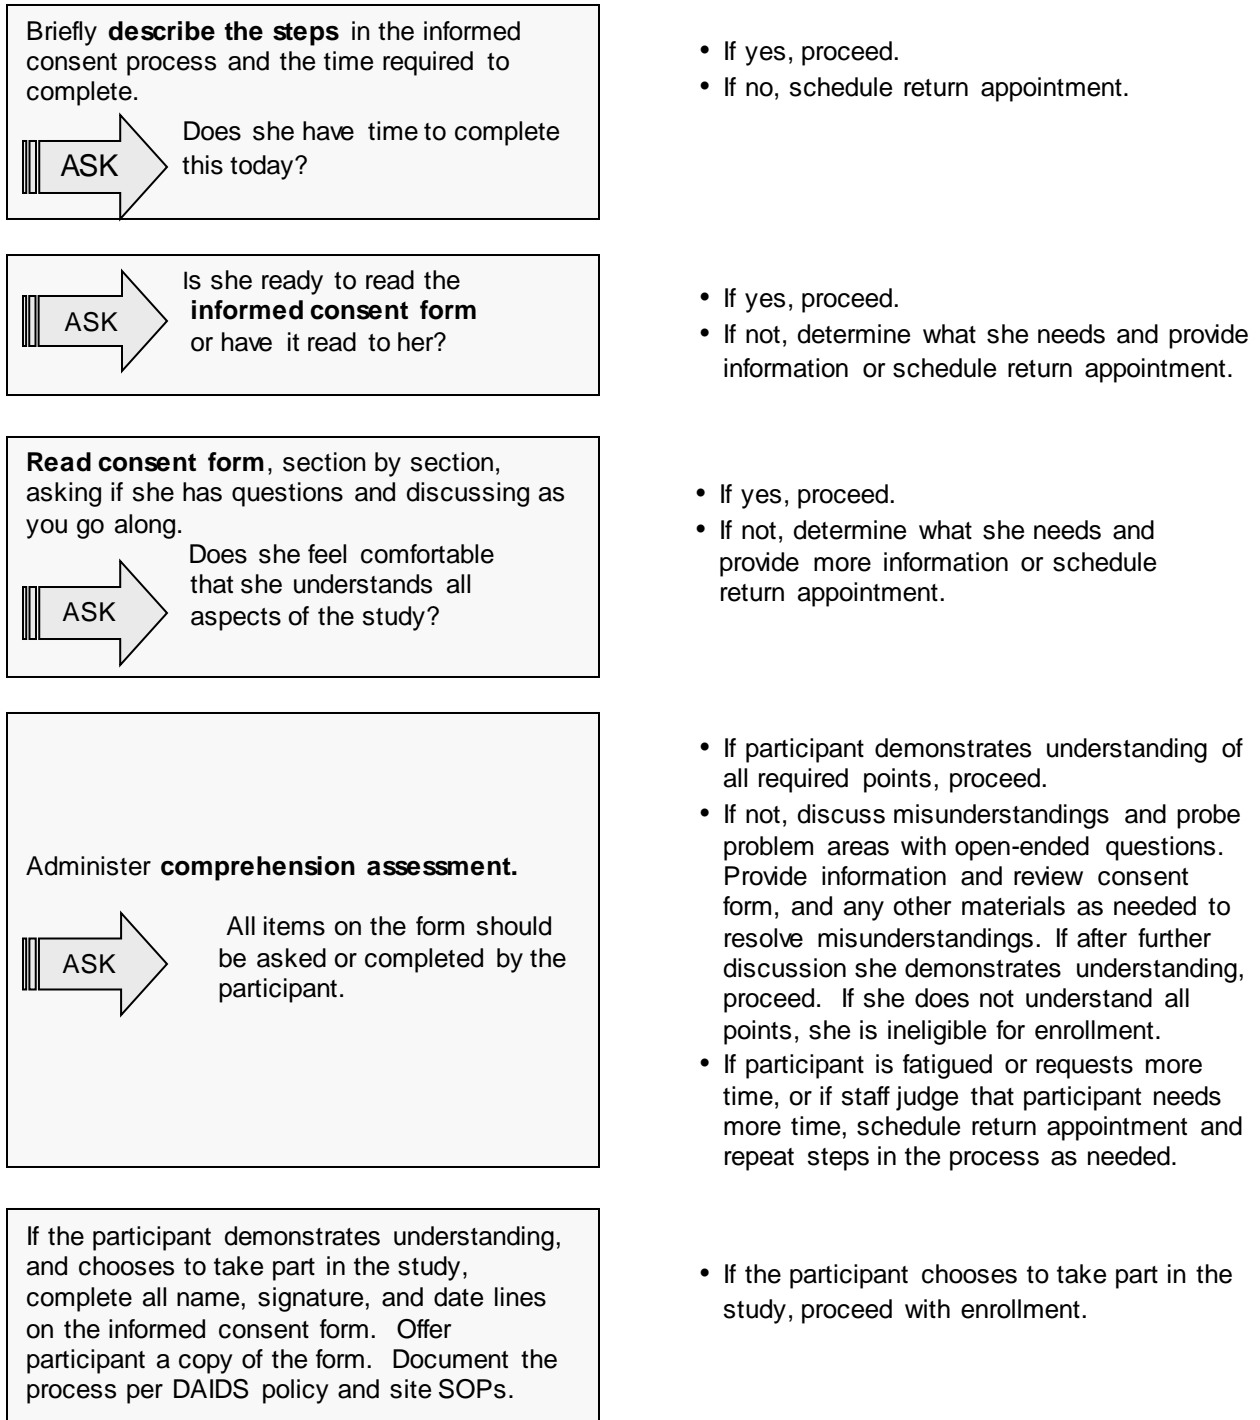 Briefly describe the steps in the informed
consent process and the time required to
complete.
ASK
Does she have time to complete
this today?
• If yes, proceed.
• If no, schedule return appointment.
ASK
Is she ready to read the
informed consent form
or have it read to her?
• If yes, proceed.
• If not, determine what she needs and provide
information or schedule return appointment.
Read consent form, section by section,
asking if she has questions and discussing as
you go along.
ASK
Does she feel comfortable
that she understands all
aspects of the study?
• If yes, proceed.
• If not, determine what she needs and
provide more information or schedule
return appointment.
Administer comprehension assessment.
ASK
All items on the form should
be asked or completed by the
participant.
• If participant demonstrates understanding of
all required points, proceed.
• If not, discuss misunderstandings and probe
problem areas with open-ended questions.
Provide information and review consent
form, and any other materials as needed to
resolve misunderstandings. If after further
discussion she demonstrates understanding,
proceed. If she does not understand all
points, she is ineligible for enrollment.
• If participant is fatigued or requests more
time, or if staff judge that participant needs
more time, schedule return appointment and
repeat steps in the process as needed.
If the participant demonstrates understanding,
and chooses to take part in the study,
complete all name, signature, and date lines
on the informed consent form. Offer
participant a copy of the form. Document the
process per DAIDS policy and site SOPs.
• If the participant chooses to take part in the
study, proceed with enrollment.